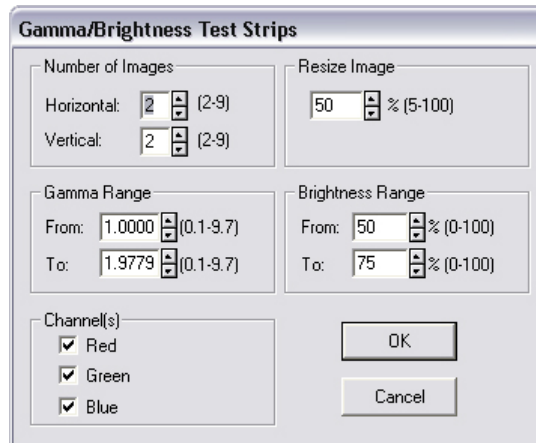 Gamma/Brightness Test Strips
Number of Images
Horizontal: 2 (2-9)
Vertical: 2 (2-9)
Resize Image
50 % (5-100)
Gamma Range
From: 1.0000 (0.1-9.7)
To: 1.9779 (0.1-9.7)
Brightness Range
From: 50 % (0-100)
To: 75 % (0-100)
Channel(s)
Red
Green
Blue
OK
Cancel